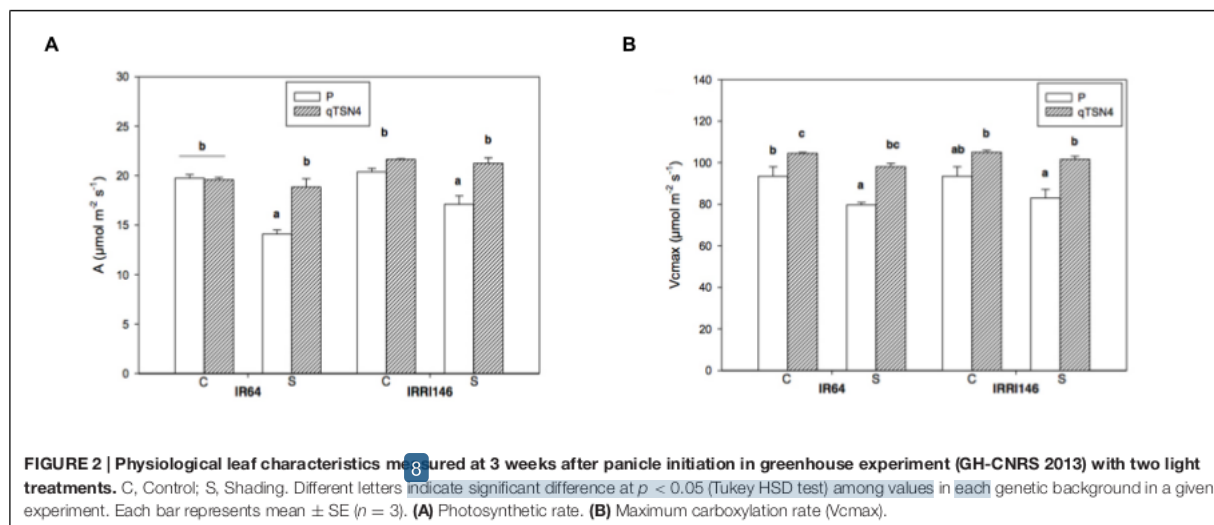 A
B
30
25
20
15
10
5
0
A (µmol m⁻² s⁻¹)
P
qTSN4
b
a
b
b
a
b
C
S
C
S
IR64
IRRI146
140
120
100
80
60
40
20
0
Vcmax (µmol m⁻² s⁻¹)
P
qTSN4
b
c
a
bc
ab
b
a
b
C
S
C
S
IR64
IRRI146
FIGURE 2 | Physiological leaf characteristics measured at 3 weeks after panicle initiation in greenhouse experiment (GH-CNRS 2013) with two light
8
treatments. C, Control; S, Shading. Different letters indicate significant difference at p < 0.05 (Tukey HSD test) among values in each genetic background in a given
experiment. Each bar represents mean ± SE (n = 3). (A) Photosynthetic rate. (B) Maximum carboxylation rate (Vcmax).